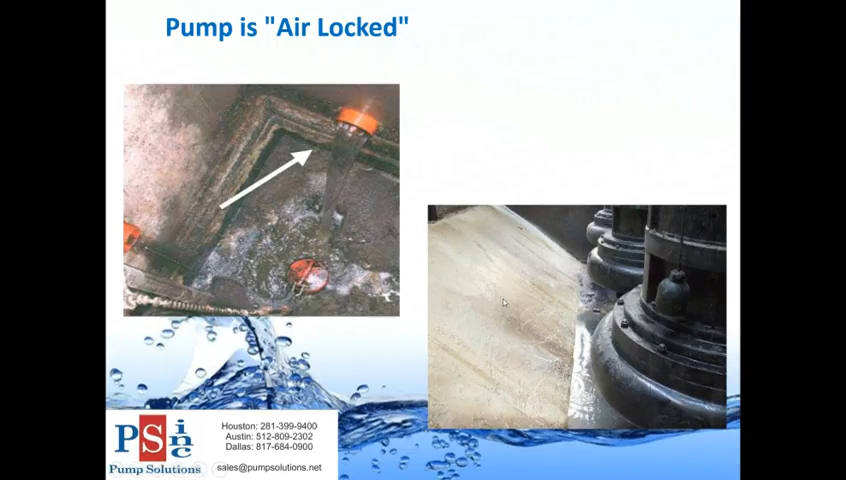 Pump is "Air Locked"
PS inc
Pump Solutions
Houston: 281-399-9400
Austin: 512-809-2302
Dallas: 817-684-0900
sales@pumpsolutions.net